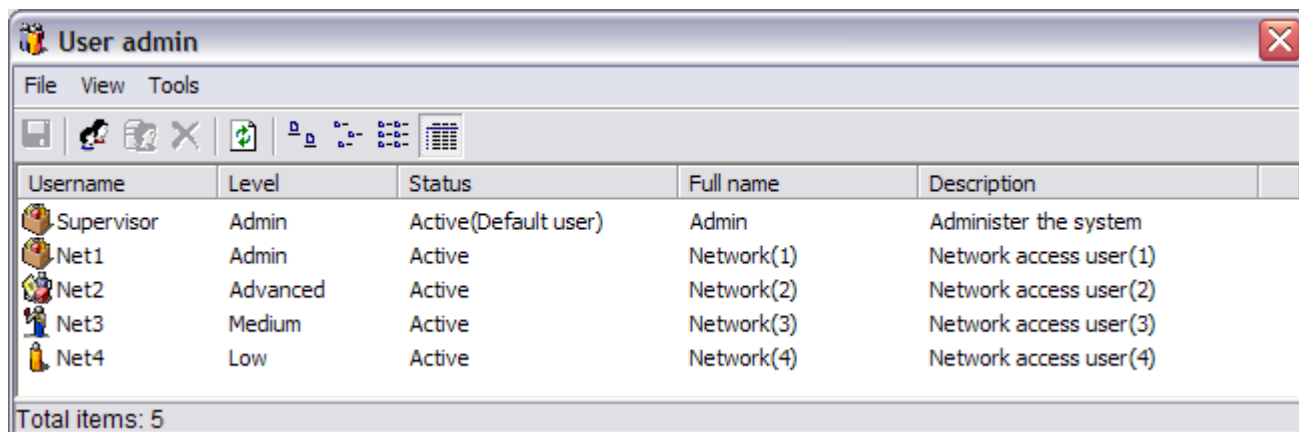 User admin
File View Tools
Username Level Status Full name Description
Supervisor Admin Active(Default user) Admin Administer the system
Net1 Admin Active Network(1) Network access user(1)
Net2 Advanced Active Network(2) Network access user(2)
Net3 Medium Active Network(3) Network access user(3)
Net4 Low Active Network(4) Network access user(4)
Total items: 5